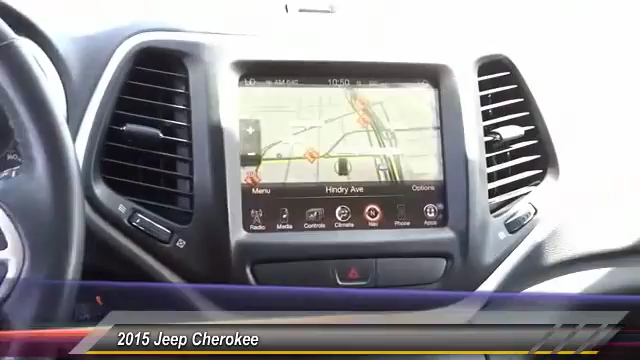 10:50
Menu
Hindry Ave
Options
Radio Media Controls Climate Nav Phone Apps
N
2015 Jeep Cherokee